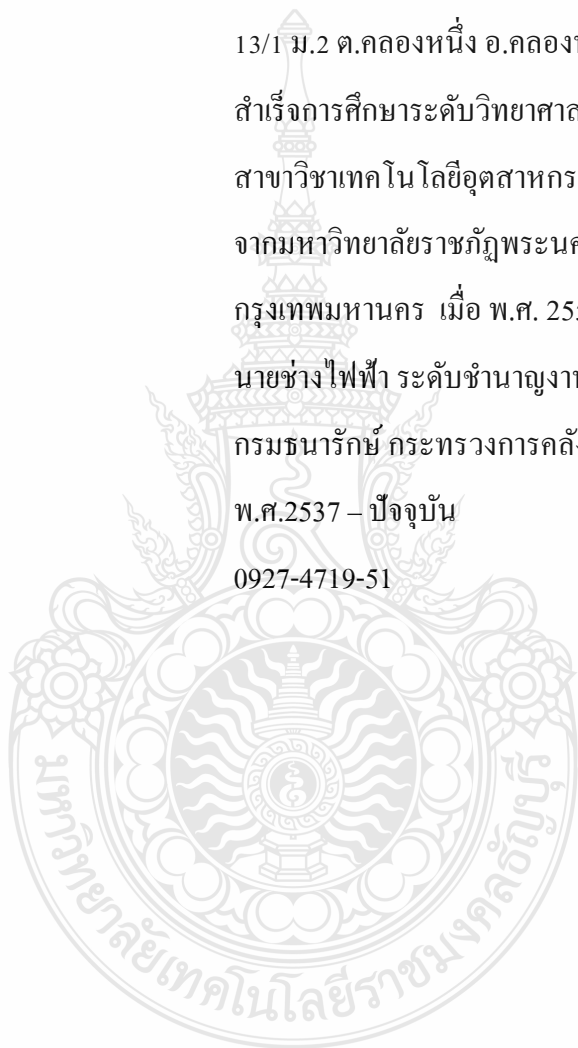 13/1 ม.2 ต.คลองหนึ่ง อ.คลอง
สำเร็จการศึกษาระดับวิทยาศาส
สาขาวิชาเทคโนโลยีอุตสาหกร
จากมหาวิทยาลัยราชภัฏพระนค
กรุงเทพมหานคร เมื่อ พ.ศ. 255
นายช่างไฟฟ้า ระดับชำนาญงาน
กรมธนารักษ์ กระทรวงการคลัง
พ.ศ.2537 – ปัจจุบัน
0927-4719-51
มหาวิทยาลัยเทคโนโลยีราชมงคลธัญบุรี